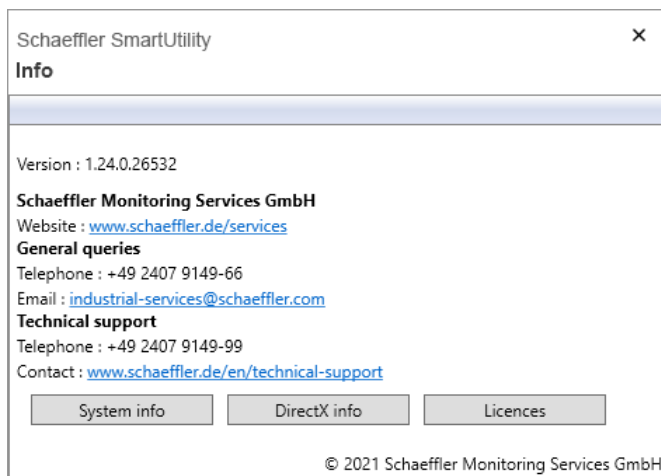 Schaeffler SmartUtility
Info
Version : 1.24.0.26532
Schaeffler Monitoring Services GmbH
Website : www.schaeffler.de/services
General queries
Telephone : +49 2407 9149-66
Email : industrial-services@schaeffler.com
Technical support
Telephone : +49 2407 9149-99
Contact : www.schaeffler.de/en/technical-support
System info DirectX info Licences
© 2021 Schaeffler Monitoring Services GmbH